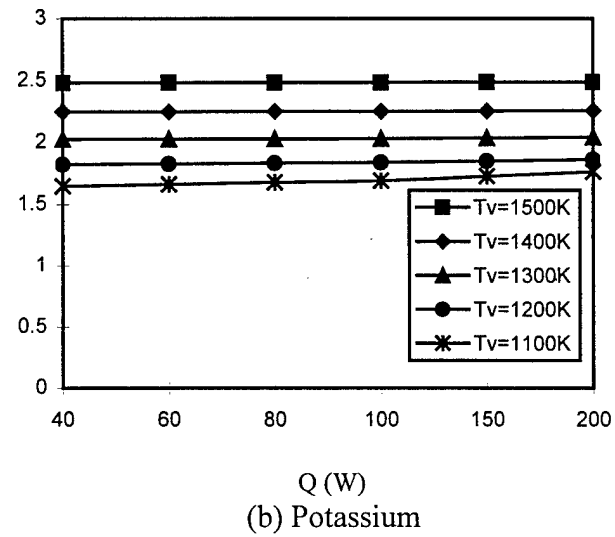 3
2.5
2
1.5
1
0.5
0
Tv=1500K
Tv=1400K
Tv=1300K
Tv=1200K
Tv=1100K
40 60 80 100 150 200
Q (W)
(b) Potassium